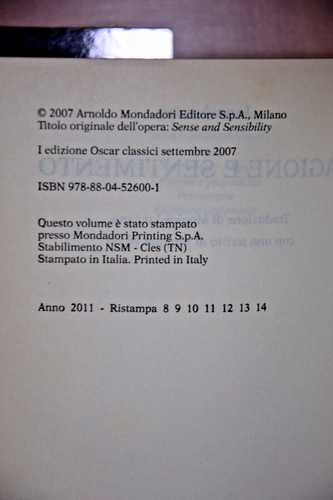 © 2007 Arnoldo Mondadori Editore S.p.A., Milano
Titolo originale dell'opera: Sense and Sensibility
I edizione Oscar classici settembre 2007
ISBN 978-88-04-52600-1
Questo volume è stato stampato
presso Mondadori Printing S.p.A.
Stabilimento NSM - Cles (TN)
Stampato in Italia. Printed in Italy
Anno 2011 - Ristampa 8 9 10 11 12 13 14